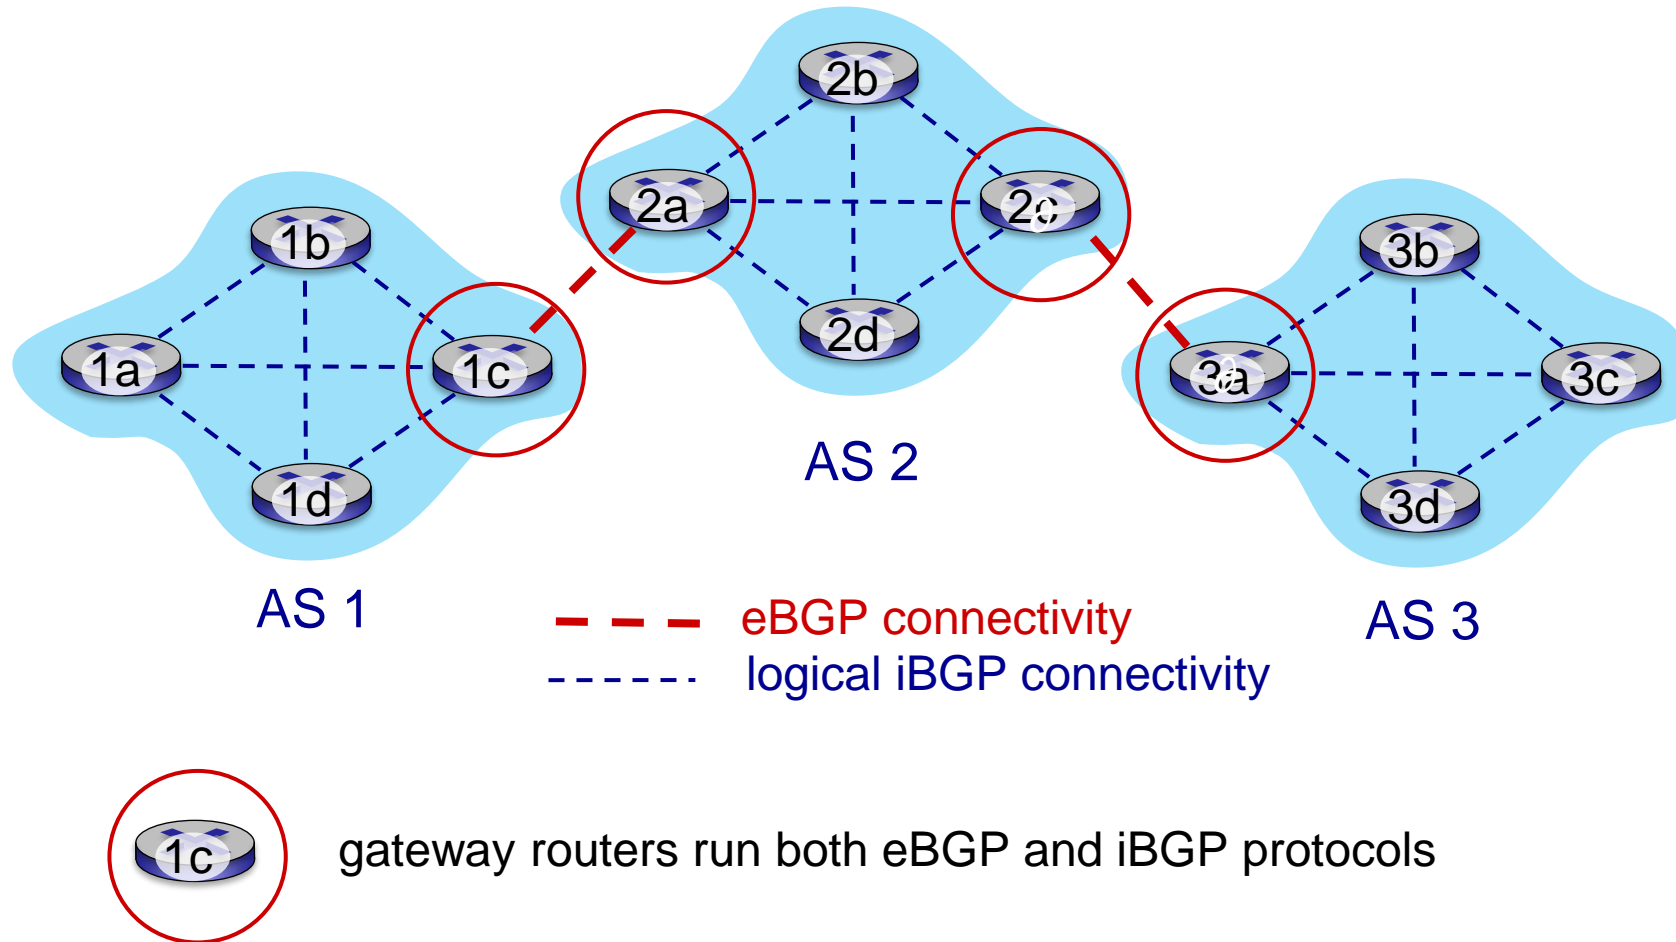 2b
2a
2c
1b
3b
2d
1a
1c
3a
3c
AS 2
1d
3d
AS 1
eBGP connectivity
AS 3
logical iBGP connectivity
1c
gateway routers run both eBGP and iBGP protocols